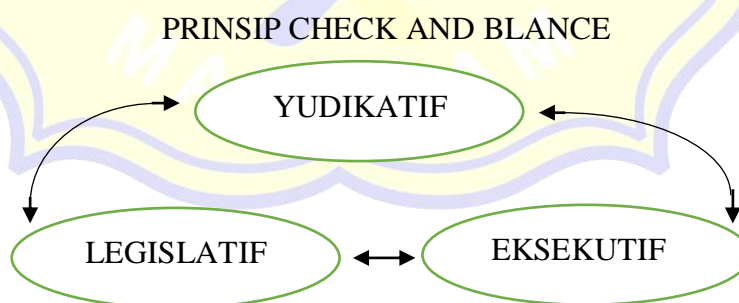 PRINSIP CHECK AND BLANCE
YUDIKATIF
LEGISLATIF
EKSEKUTIF